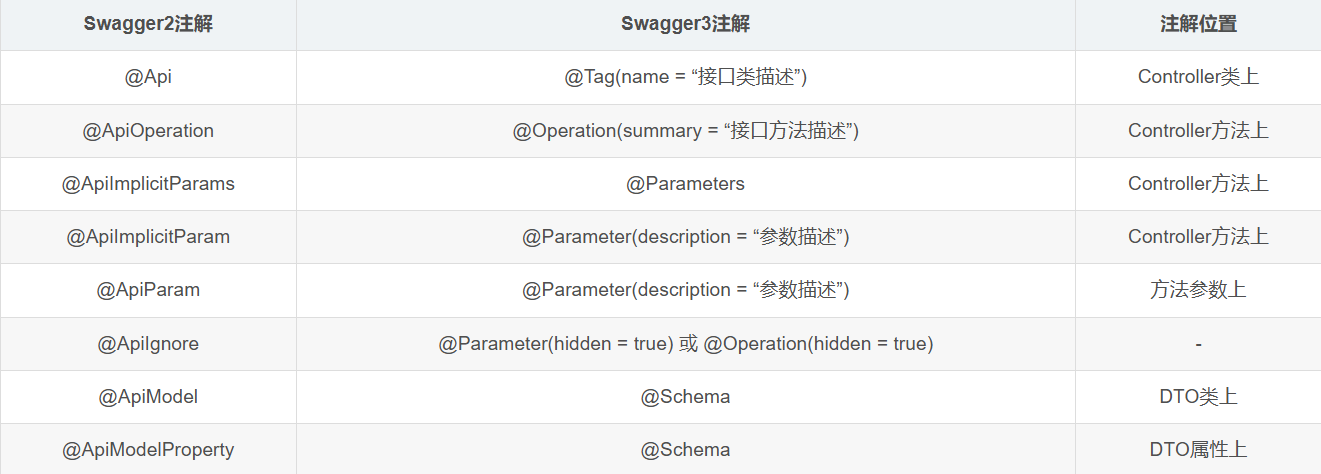 Swagger2注解 Swagger3注解 注解位置
@Api @Tag(name = “接口类描述”) Controller类上
@ApiOperation @Operation(summary = “接口方法描述”) Controller方法上
@ApiImplicitParams @Parameters Controller方法上
@ApiImplicitParam @Parameter(description = “参数描述”) Controller方法上
@ApiParam @Parameter(description = “参数描述”) 方法参数上
@ApiIgnore @Parameter(hidden = true) 或 @Operation(hidden = true) -
@ApiModel @Schema DTO类上
@ApiModelProperty @Schema DTO属性上